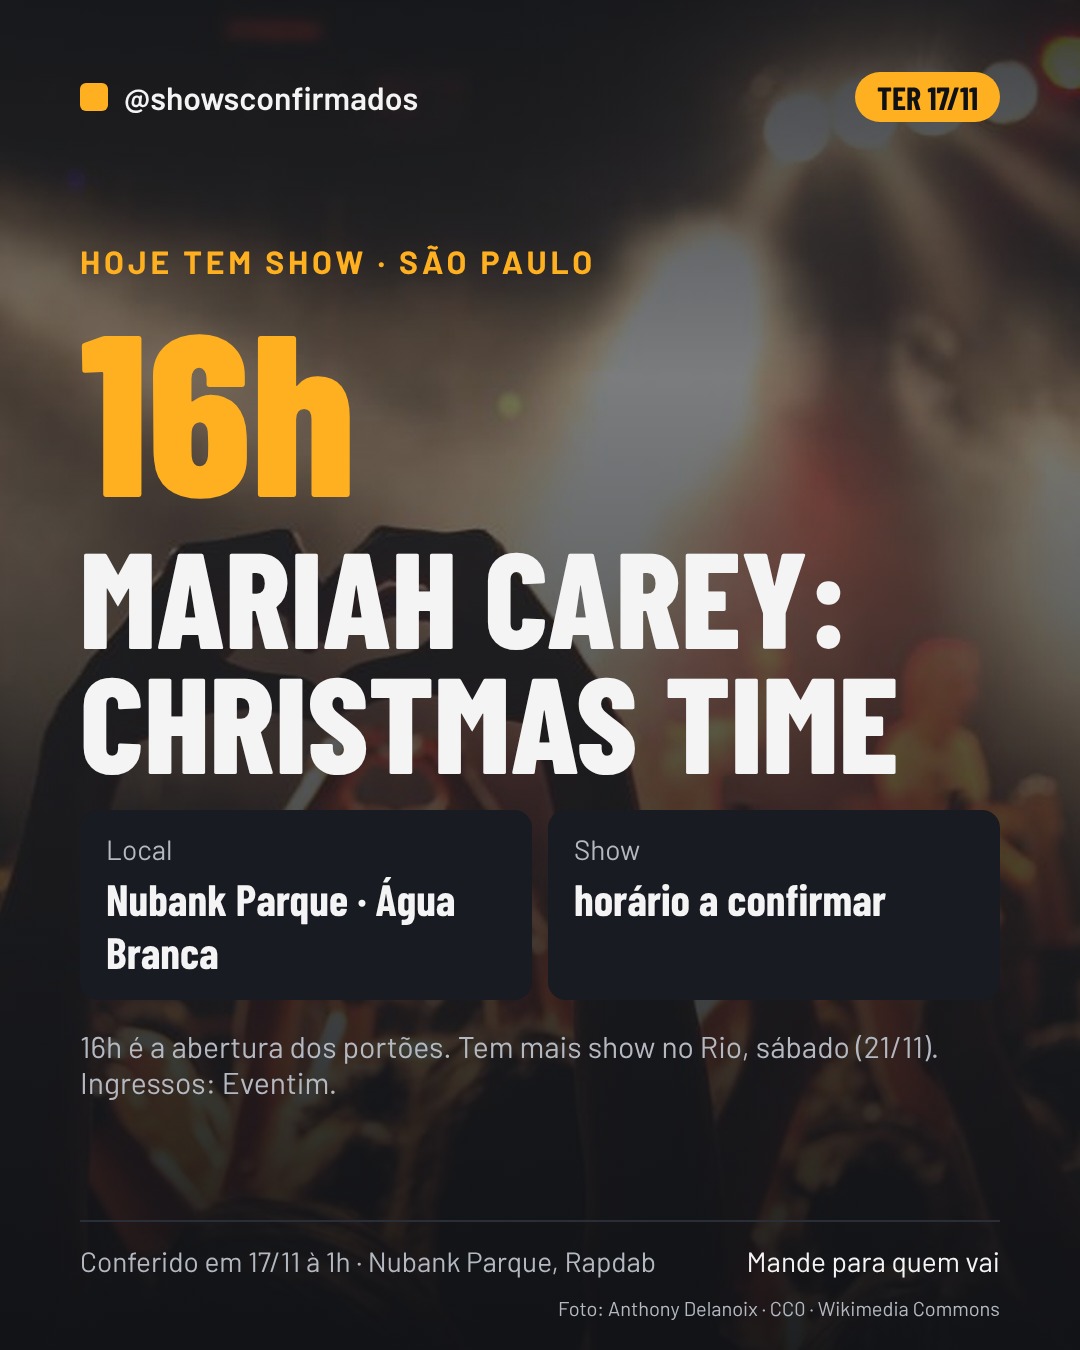 @showsconfirmados
TER 17/11
HOJE TEM SHOW · SÃO PAULO
16h
MARIAH CAREY:
CHRISTMAS TIME
Local
Nubank Parque · Água
Branca
Show
horário a confirmar
16h é a abertura dos portões. Tem mais show no Rio, sábado (21/11).
Ingressos: Eventim.
Conferido em 17/11 à 1h · Nubank Parque, Rapdab
Mande para quem vai
Foto: Anthony Delanoix · CC0 · Wikimedia Commons